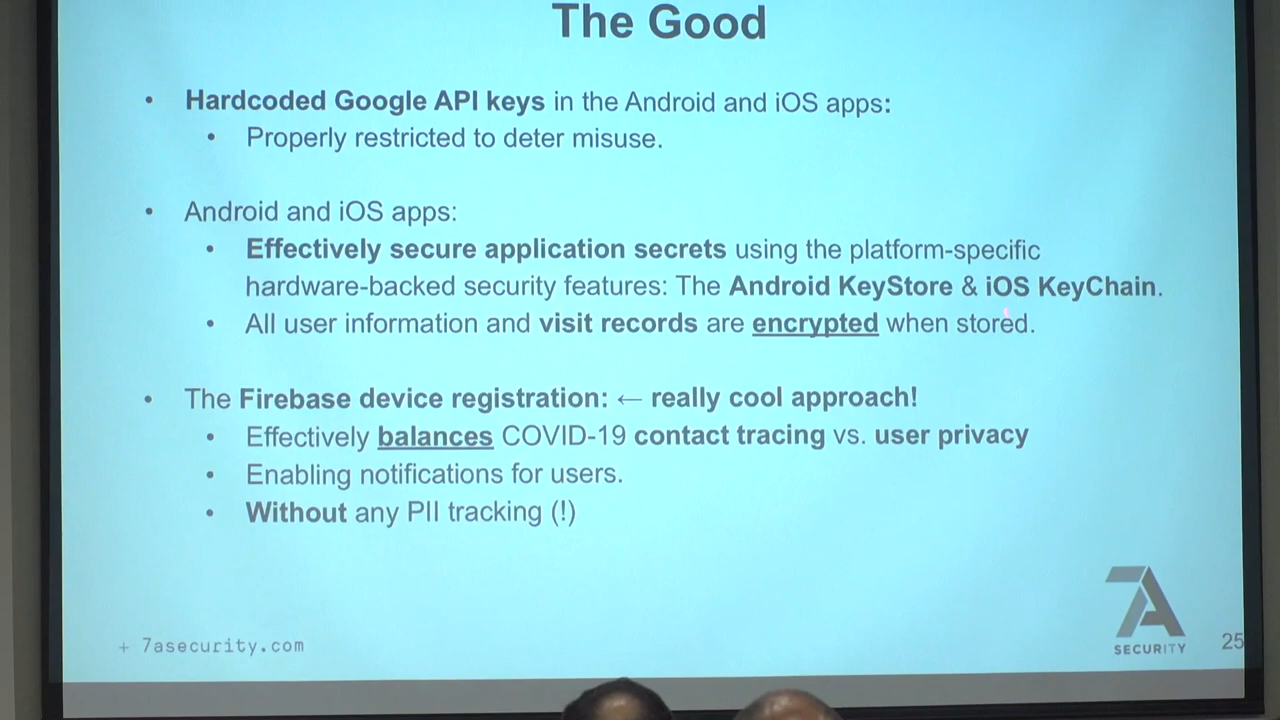 The Good
• Hardcoded Google API keys in the Android and iOS apps:
• Properly restricted to deter misuse.
• Android and iOS apps:
• Effectively secure application secrets using the platform-specific
hardware-backed security features: The Android KeyStore & iOS KeyChain.
• All user information and visit records are encrypted when stored.
• The Firebase device registration: ← really cool approach!
• Effectively balances COVID-19 contact tracing vs. user privacy
• Enabling notifications for users.
• Without any PII tracking (!)
+ 7asecurity.com
7A
SECURITY
25